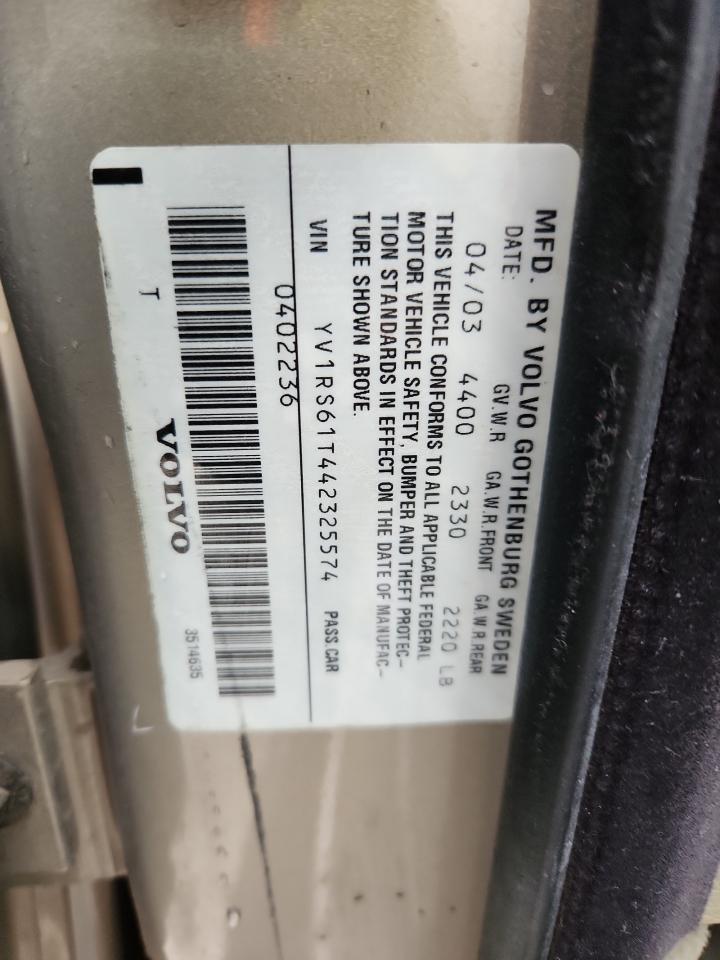 MFD. BY VOLVO GOTHENBURG SWEDEN
DATE: GV.W.R GA.W.R.FRONT GA.W.R.REAR
04/03 4400 2330 2220 LB
THIS VEHICLE CONFORMS TO ALL APPLICABLE FEDERAL
MOTOR VEHICLE SAFETY, BUMPER AND THEFT PROTEC-
TION STANDARDS IN EFFECT ON THE DATE OF MANUFAC-
TURE SHOWN ABOVE.
VIN YV1RS61T442325574 PASS.CAR
0402236
T VOLVO 3514635